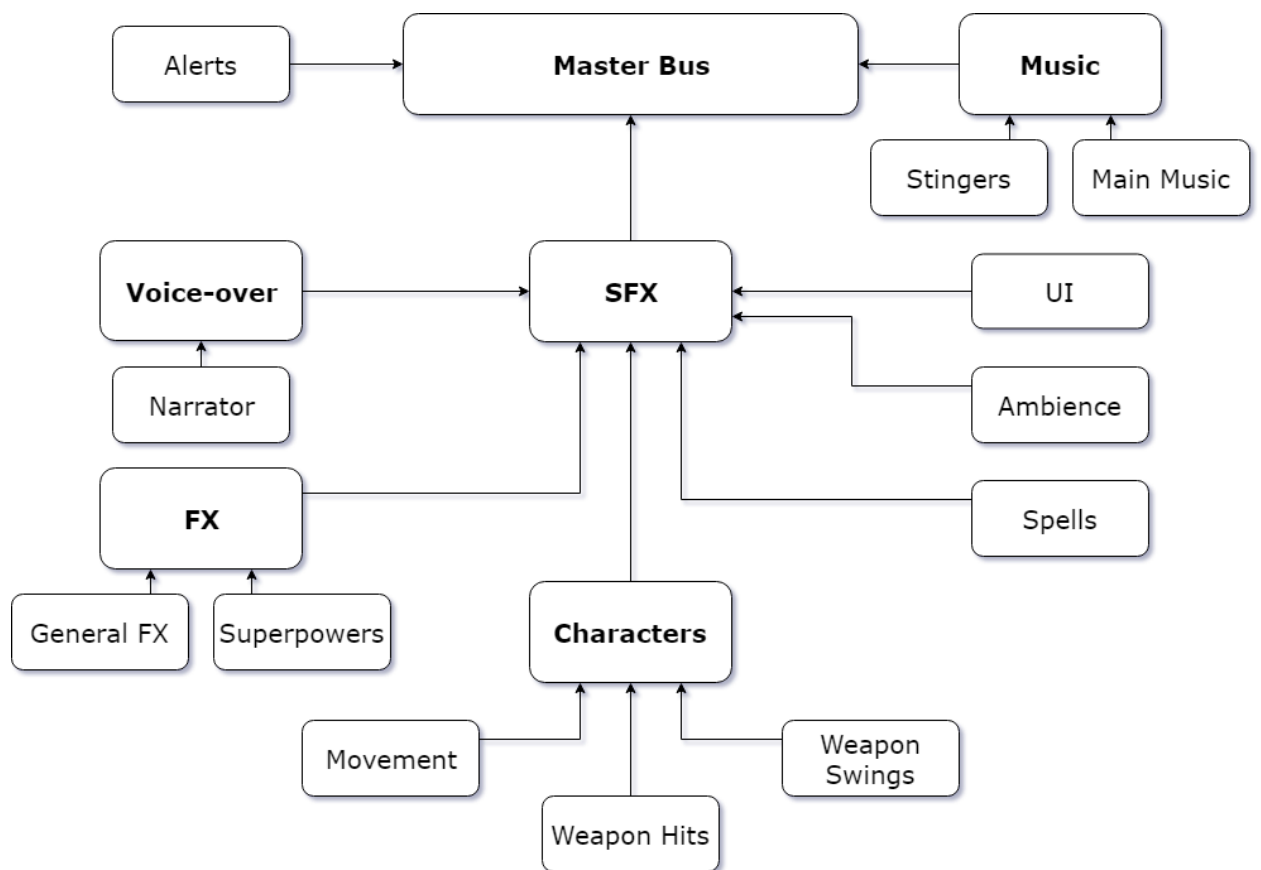 Alerts
Master Bus
Music
Stingers
Main Music
Voice-over
SFX
UI
Narrator
Ambience
FX
Spells
General FX
Superpowers
Characters
Movement
Weapon
Swings
Weapon Hits